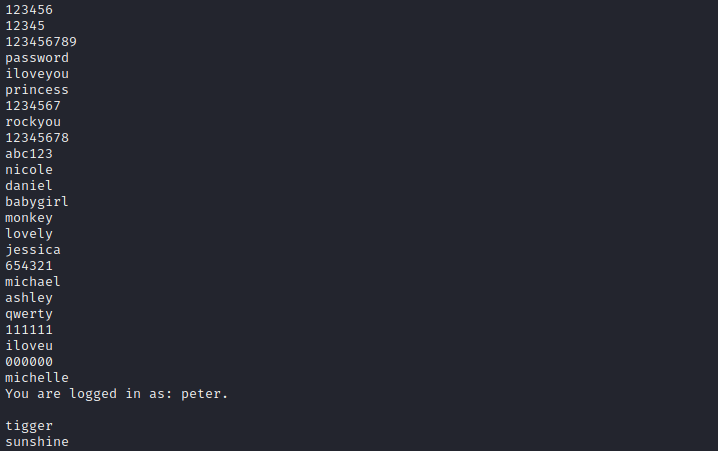 123456
12345
123456789
password
iloveyou
princess
1234567
rockyou
12345678
abc123
nicole
daniel
babygirl
monkey
lovely
jessica
654321
michael
ashley
qwerty
111111
iloveu
000000
michelle
You are logged in as: peter.
tigger
sunshine